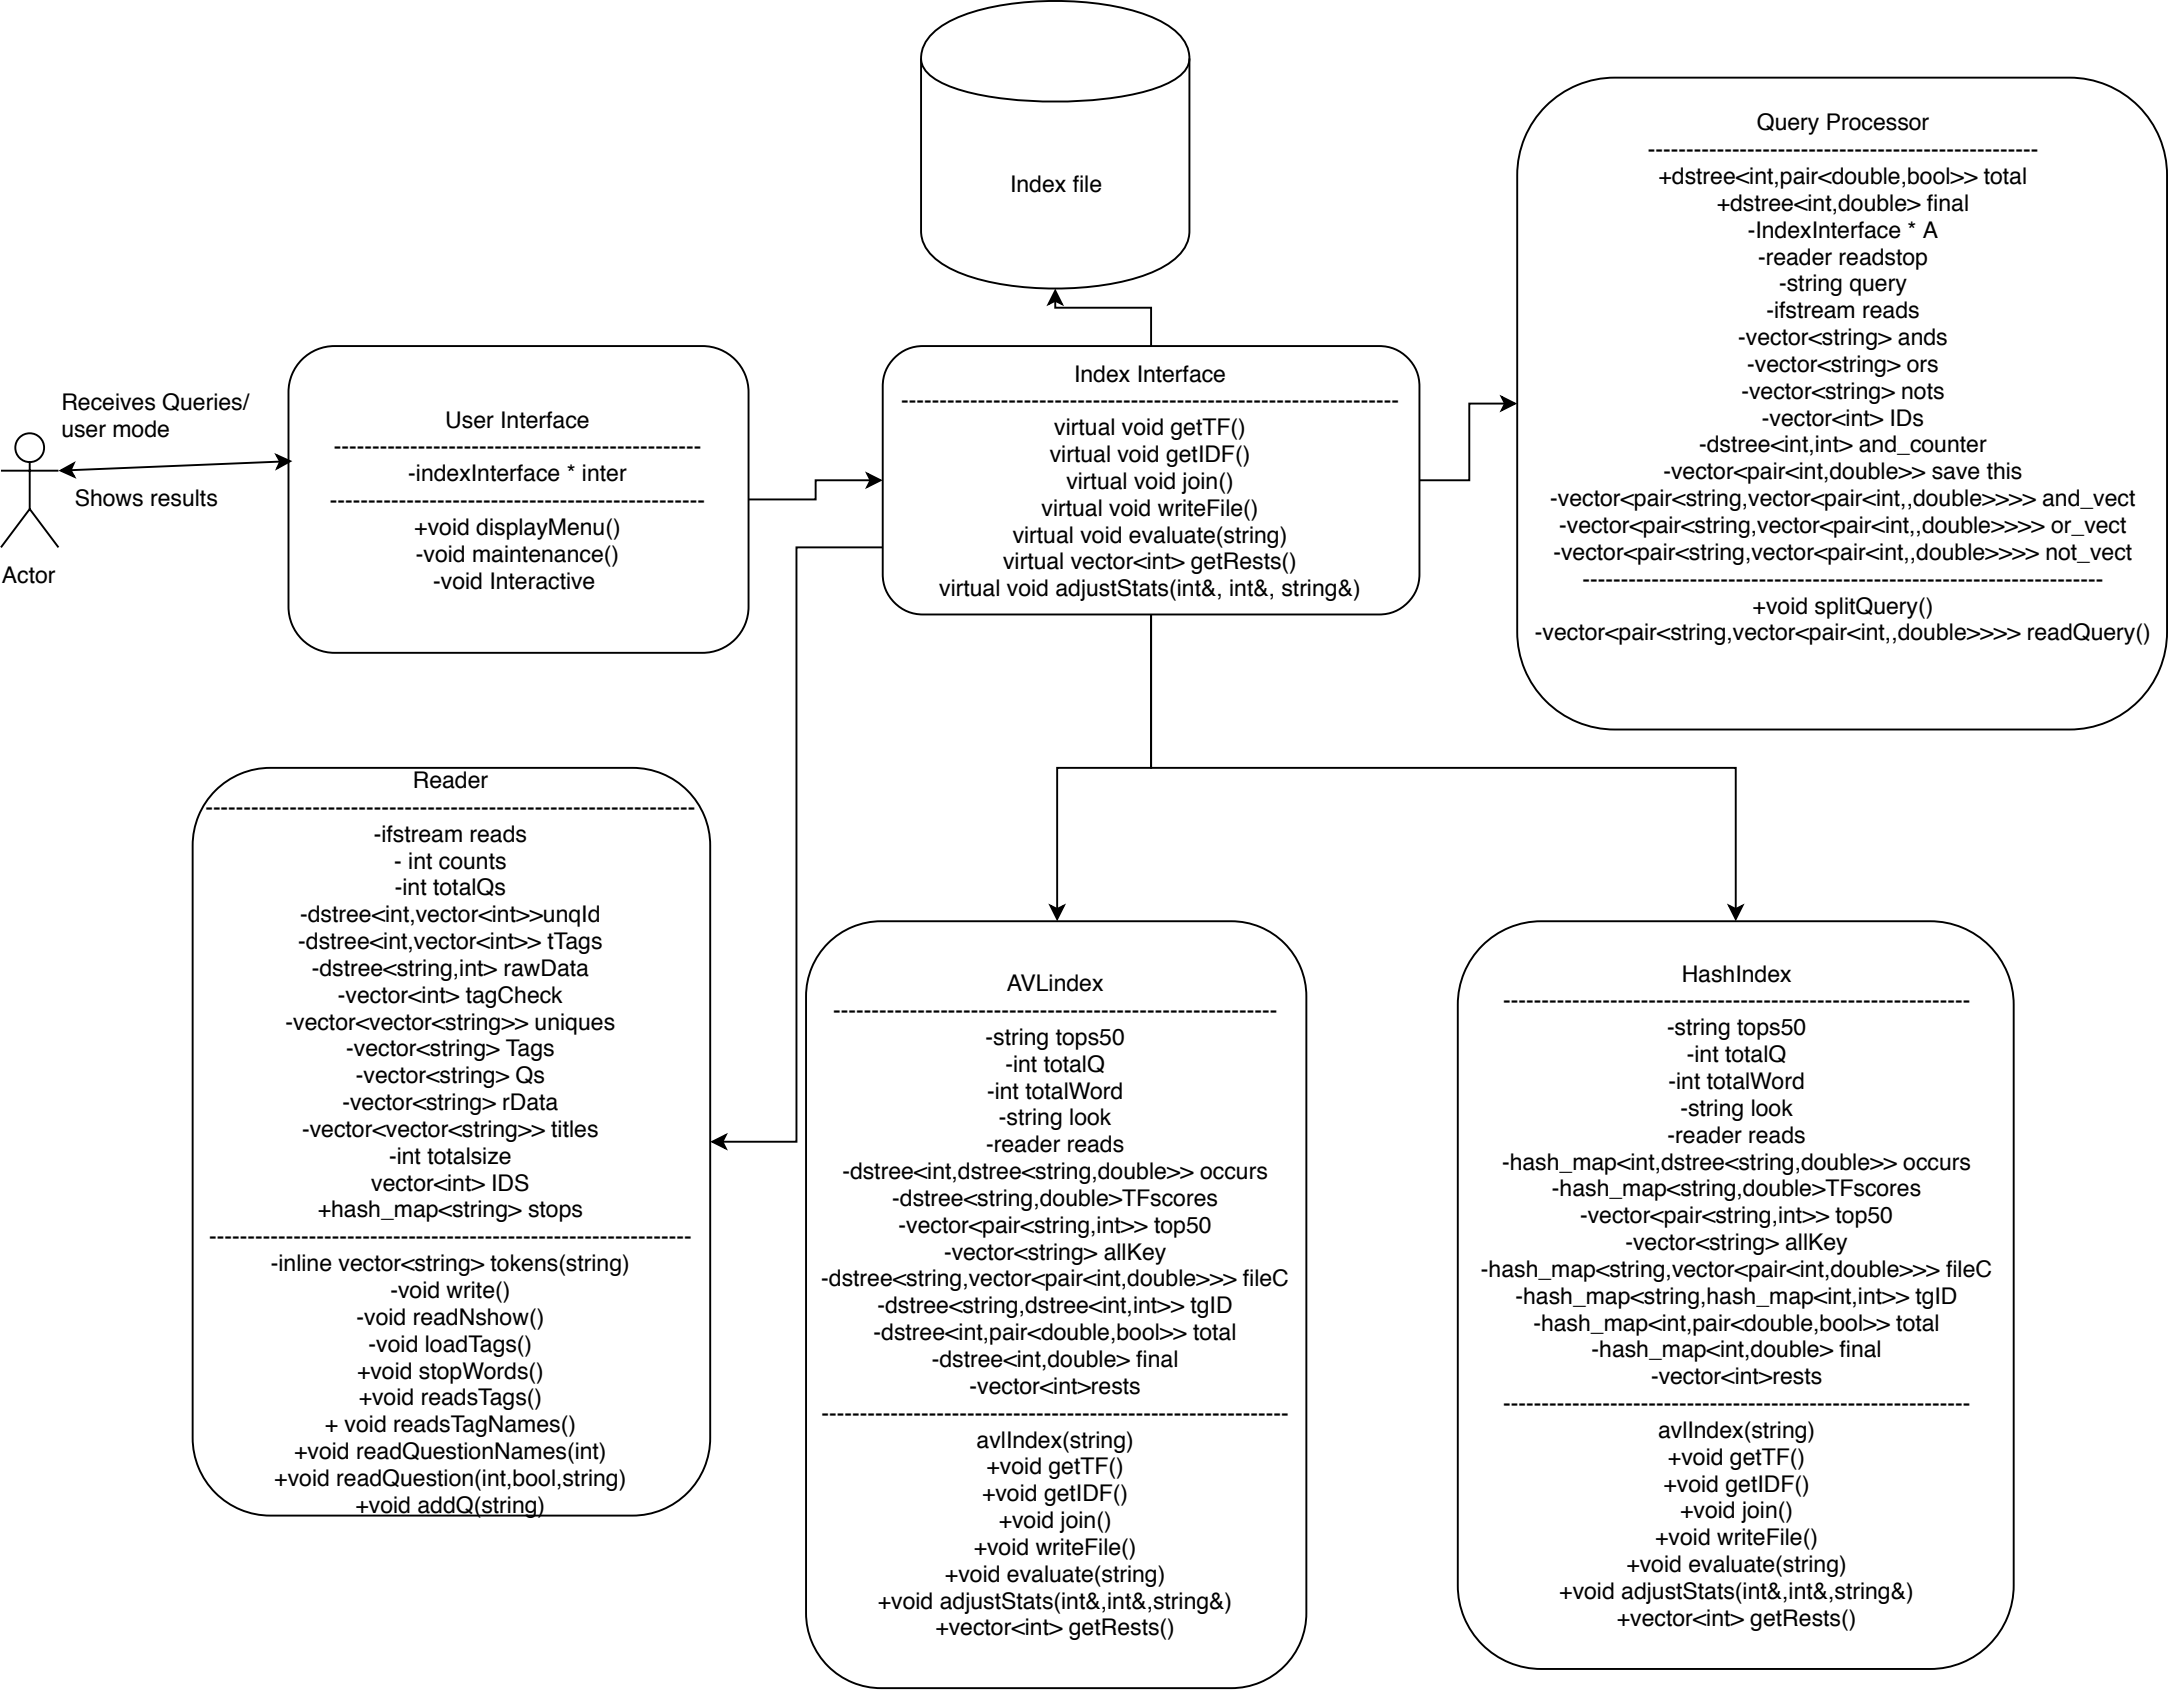 Index file
Query Processor
---------------------------------------------------
+dstree<int,pair<double,bool>> total
+dstree<int,double> final
-IndexInterface * A
-reader readstop
-string query
-ifstream reads
-vector<string> ands
-vector<string> ors
-vector<string> nots
-vector<int> IDs
-dstree<int,int> and_counter
-vector<pair<int,double>> save this
-vector<pair<string,vector<pair<int,,double>>>> and_vect
-vector<pair<string,vector<pair<int,,double>>>> or_vect
-vector<pair<string,vector<pair<int,,double>>>> not_vect
--------------------------------------------------------------------
+void splitQuery()
-vector<pair<string,vector<pair<int,,double>>>> readQuery()
Receives Queries/
user mode
Shows results
Actor
User Interface
------------------------------------------------
-indexInterface * inter
-------------------------------------------------
+void displayMenu()
-void maintenance()
-void Interactive
Index Interface
-----------------------------------------------------------------
virtual void getTF()
virtual void getIDF()
virtual void join()
virtual void writeFile()
virtual void evaluate(string)
virtual vector<int> getRests()
virtual void adjustStats(int&, int&, string&)
Reader
----------------------------------------------------------------
-ifstream reads
- int counts
-int totalQs
-dstree<int,vector<int>>unqId
-dstree<int,vector<int>> tTags
-dstree<string,int> rawData
-vector<int> tagCheck
-vector<vector<string>> uniques
-vector<string> Tags
-vector<string> Qs
-vector<string> rData
-vector<vector<string>> titles
-int totalsize
vector<int> IDS
+hash_map<string> stops
---------------------------------------------------------------
-inline vector<string> tokens(string)
-void write()
-void readNshow()
-void loadTags()
+void stopWords()
+void readsTags()
+ void readsTagNames()
+void readQuestionNames(int)
+void readQuestion(int,bool,string)
+void addQ(string)
AVLindex
----------------------------------------------------------
-string tops50
-int totalQ
-int totalWord
-string look
-reader reads
-dstree<int,dstree<string,double>> occurs
-dstree<string,double>TFscores
-vector<pair<string,int>> top50
-vector<string> allKey
-dstree<string,vector<pair<int,double>>> fileC
-dstree<string,dstree<int,int>> tgID
-dstree<int,pair<double,bool>> total
-dstree<int,double> final
-vector<int>rests
-------------------------------------------------------------
avlIndex(string)
+void getTF()
+void getIDF()
+void join()
+void writeFile()
+void evaluate(string)
+void adjustStats(int&,int&,string&)
+vector<int> getRests()
HashIndex
-------------------------------------------------------------
-string tops50
-int totalQ
-int totalWord
-string look
-reader reads
-hash_map<int,dstree<string,double>> occurs
-hash_map<string,double>TFscores
-vector<pair<string,int>> top50
-vector<string> allKey
-hash_map<string,vector<pair<int,double>>> fileC
-hash_map<string,hash_map<int,int>> tgID
-hash_map<int,pair<double,bool>> total
-hash_map<int,double> final
-vector<int>rests
-------------------------------------------------------------
avlIndex(string)
+void getTF()
+void getIDF()
+void join()
+void writeFile()
+void evaluate(string)
+void adjustStats(int&,int&,string&)
+vector<int> getRests()